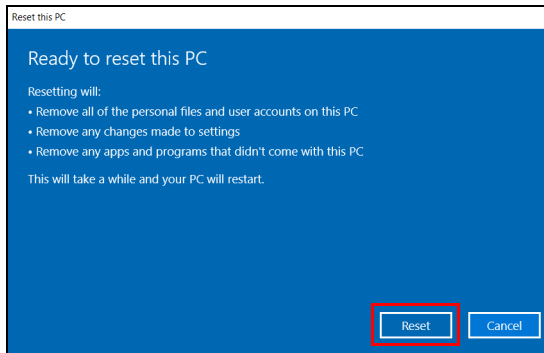 Reset this PC
Ready to reset this PC
Resetting will:
• Remove all of the personal files and user accounts on this PC
• Remove any changes made to settings
• Remove any apps and programs that didn't come with this PC
This will take a while and your PC will restart.
Reset
Cancel